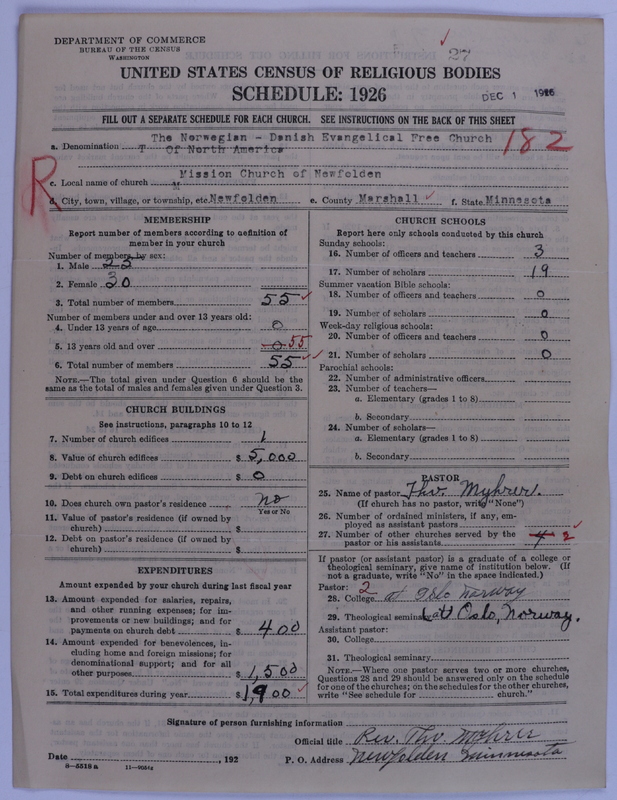 DEPARTMENT OF COMMERCE
BUREAU OF THE CENSUS
WASHINGTON
27
UNITED STATES CENSUS OF RELIGIOUS BODIES
SCHEDULE: 1926
DEC 1 1926
FILL OUT A SEPARATE SCHEDULE FOR EACH CHURCH. SEE INSTRUCTIONS ON THE BACK OF THIS SHEET
The Norwegian - Danish Evangelical Free Church
a. Denomination T Of North America
182
R
Mission Church of Newfolden
c. Local name of church
d. City, town, village, or township, etc. Newfolden e. County Marshall f. State Minnesota
MEMBERSHIP
Report number of members according to definition of member in your church
Number of members by sex:
1. Male 25
2. Female 30
3. Total number of members 55
Number of members under and over 13 years old:
4. Under 13 years of age 0
5. 13 years old and over 0 55
6. Total number of members 55
NOTE.—The total given under Question 6 should be the same as the total of males and females given under Question 3.
CHURCH BUILDINGS
See instructions, paragraphs 10 to 12
7. Number of church edifices 1
8. Value of church edifices $ 5,000
9. Debt on church edifices $ 0
10. Does church own pastor's residence no
Yes or No
11. Value of pastor's residence (if owned by church) $
12. Debt on pastor's residence (if owned by church) $
EXPENDITURES
Amount expended by your church during last fiscal year
13. Amount expended for salaries, repairs, and other running expenses; for improvements or new buildings; and for payments on church debt $ 400
14. Amount expended for benevolences, including home and foreign missions; for denominational support; and for all other purposes $ 1,500
15. Total expenditures during year $ 1,900
CHURCH SCHOOLS
Report here only schools conducted by this church
Sunday schools:
16. Number of officers and teachers 3
17. Number of scholars 19
Summer vacation Bible schools:
18. Number of officers and teachers 0
19. Number of scholars 0
Week-day religious schools:
20. Number of officers and teachers 0
21. Number of scholars 0
Parochial schools:
22. Number of administrative officers
23. Number of teachers—
a. Elementary (grades 1 to 8)
b. Secondary
24. Number of scholars—
a. Elementary (grades 1 to 8)
b. Secondary
PASTOR
25. Name of pastor Tho. Myhrer.
(If church has no pastor, write "None")
26. Number of ordained ministers, if any, employed as assistant pastors
27. Number of other churches served by the pastor or his assistants 4 2
If pastor (or assistant pastor) is a graduate of a college or theological seminary, give name of institution below. (If not a graduate, write "No" in the space indicated.)
Pastor: 2
28. College at Oslo Norway
29. Theological seminary at Oslo, Norway.
Assistant pastor:
30. College
31. Theological seminary
NOTE.—Where one pastor serves two or more churches, Questions 28 and 29 should be answered only on the schedule for one of the churches; on the schedules for the other churches, write "See schedule for church."
Signature of person furnishing information
Official title Rev. Tho. Myhrer
Date , 192 P. O. Address Newfolden Minnesota
8—5518 a 11—9054z